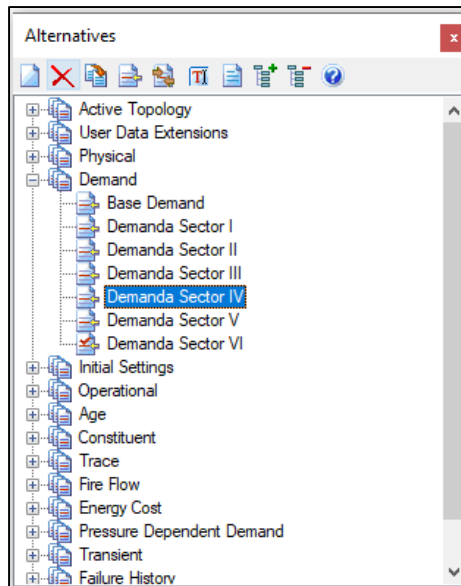 Alternatives
x
TI
?
Active Topology
User Data Extensions
Physical
Demand
Base Demand
Demanda Sector I
Demanda Sector II
Demanda Sector III
Demanda Sector IV
Demanda Sector V
Demanda Sector VI
Initial Settings
Operational
Age
Constituent
Trace
Fire Flow
Energy Cost
Pressure Dependent Demand
Transient
Failure History